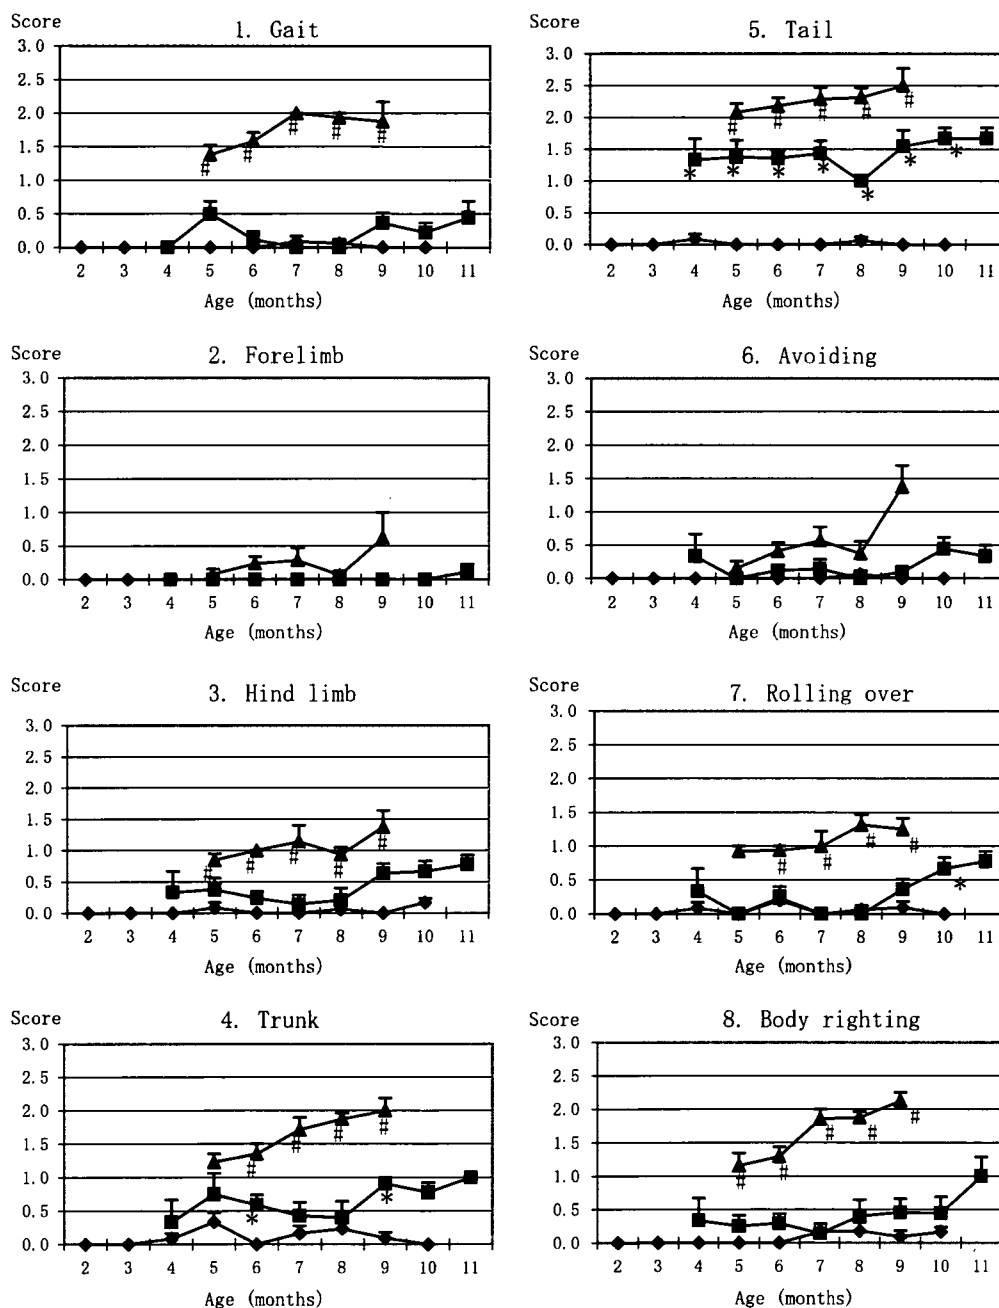 Score
1. Gait
3.0
2.5
2.0
1.5
1.0
0.5
0.0
# # # # #
2 3 4 5 6 7 8 9 10 11
Age (months)
Score
2. Forelimb
3.0
2.5
2.0
1.5
1.0
0.5
0.0
2 3 4 5 6 7 8 9 10 11
Age (months)
Score
3. Hind limb
3.0
2.5
2.0
1.5
1.0
0.5
0.0
# # # # #
2 3 4 5 6 7 8 9 10 11
Age (months)
Score
4. Trunk
3.0
2.5
2.0
1.5
1.0
0.5
0.0
# # # #
* *
2 3 4 5 6 7 8 9 10 11
Age (months)
Score
5. Tail
3.0
2.5
2.0
1.5
1.0
0.5
0.0
# # # # #
* * * * * * *
2 3 4 5 6 7 8 9 10 11
Age (months)
Score
6. Avoiding
3.0
2.5
2.0
1.5
1.0
0.5
0.0
2 3 4 5 6 7 8 9 10 11
Age (months)
Score
7. Rolling over
3.0
2.5
2.0
1.5
1.0
0.5
0.0
# # # #
*
2 3 4 5 6 7 8 9 10 11
Age (months)
Score
8. Body righting
3.0
2.5
2.0
1.5
1.0
0.5
0.0
# # # # #
2 3 4 5 6 7 8 9 10 11
Age (months)